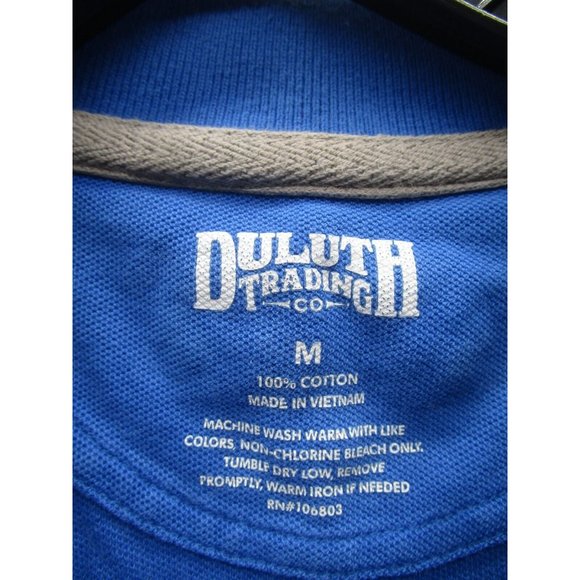 DULUTH
TRADING
CO
M
100% COTTON
MADE IN VIETNAM
MACHINE WASH WARM WITH LIKE
COLORS, NON-CHLORINE BLEACH ONLY.
TUMBLE DRY LOW, REMOVE
PROMPTLY, WARM IRON IF NEEDED
RN#106803